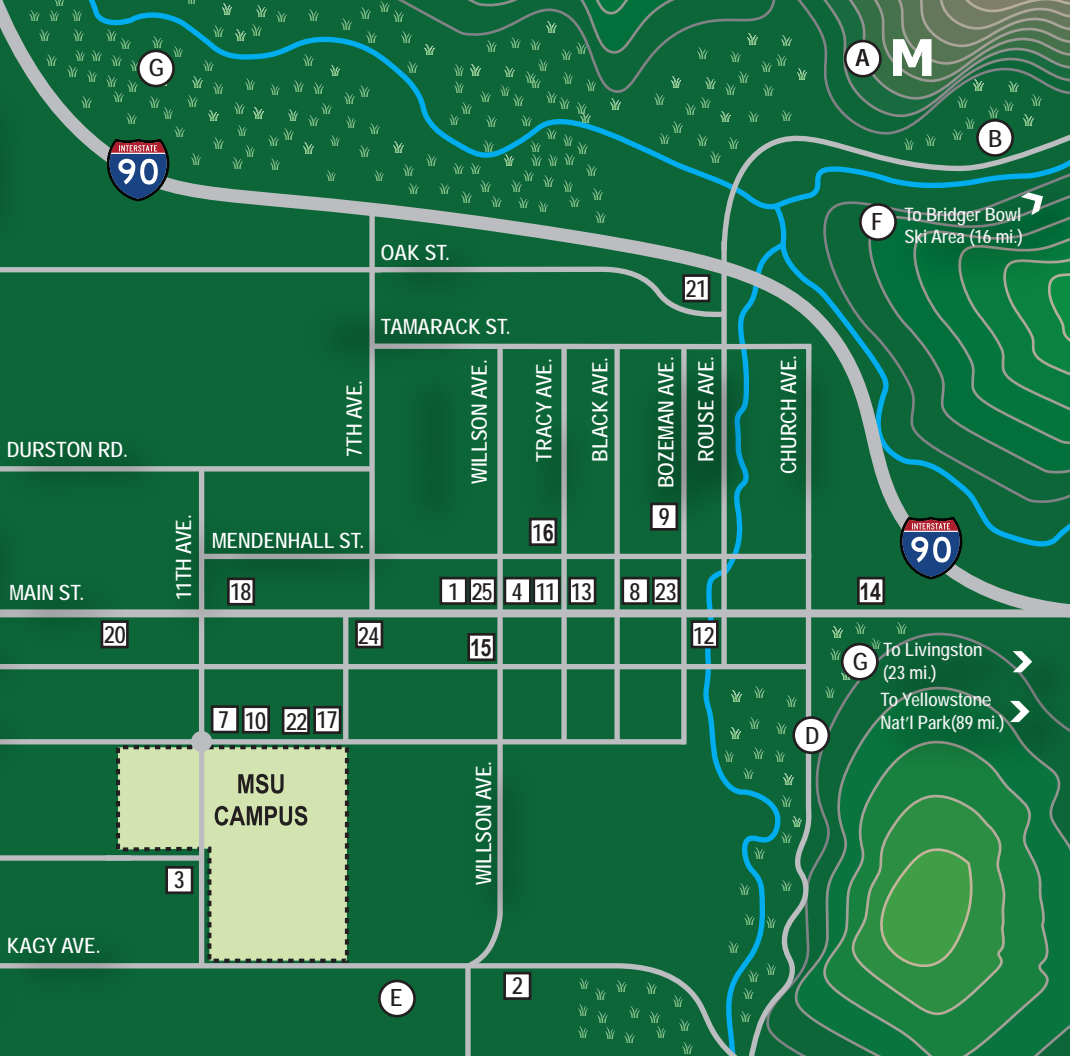 G
A
M
INTERSTATE
90
B
F
To Bridger Bowl
Ski Area (16 mi.)
OAK ST.
21
TAMARACK ST.
7TH AVE.
WILLSON AVE.
TRACY AVE.
BLACK AVE.
BOZEMAN AVE.
ROUSE AVE.
CHURCH AVE.
DURSTON RD.
11TH AVE.
MENDENHALL ST.
16
9
INTERSTATE
90
MAIN ST.
18
1
25
4
11
13
8
23
14
20
24
15
12
G
To Livingston
(23 mi.)
To Yellowstone
Nat'l Park(89 mi.)
7
10
22
17
D
MSU
CAMPUS
WILLSON AVE.
3
KAGY AVE.
E
2